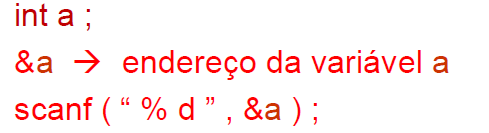 int a ;
&a → endereço da variável a
scanf ( “ % d ” , &a ) ;